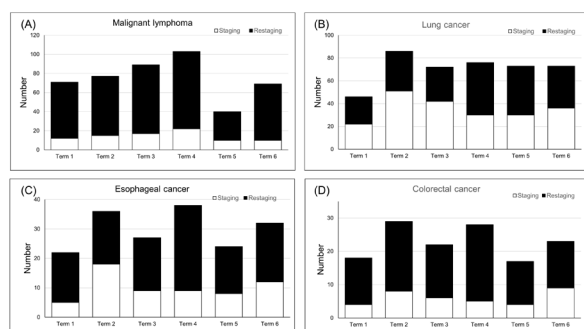 (A) Malignant lymphoma
□Staging ■Restaging
Number
120
100
80
60
40
20
0
Term 1 Term 2 Term 3 Term 4 Term 5 Term 6
(B) Lung cancer
□Staging ■Restaging
Number
100
80
60
40
20
0
Term 1 Term 2 Term 3 Term 4 Term 5 Term 6
(C) Esophageal cancer
□Staging ■Restaging
Number
40
30
20
10
0
Term 1 Term 2 Term 3 Term 4 Term 5 Term 6
(D) Colorectal cancer
□Staging ■Restaging
Number
30
20
10
0
Term 1 Term 2 Term 3 Term 4 Term 5 Term 6